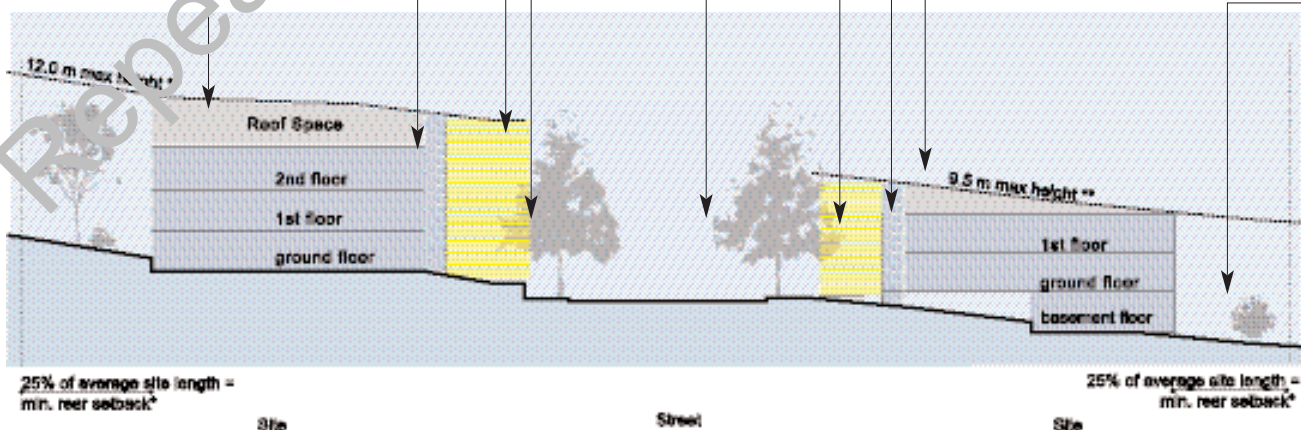 12.0 m max height *
Roof Space
2nd floor
1st floor
ground floor
9.5 m max height **
1st floor
ground floor
basement floor
25% of average site length =
min. rear setback*
25% of average site length =
min. rear setback*
Site
Street
Site